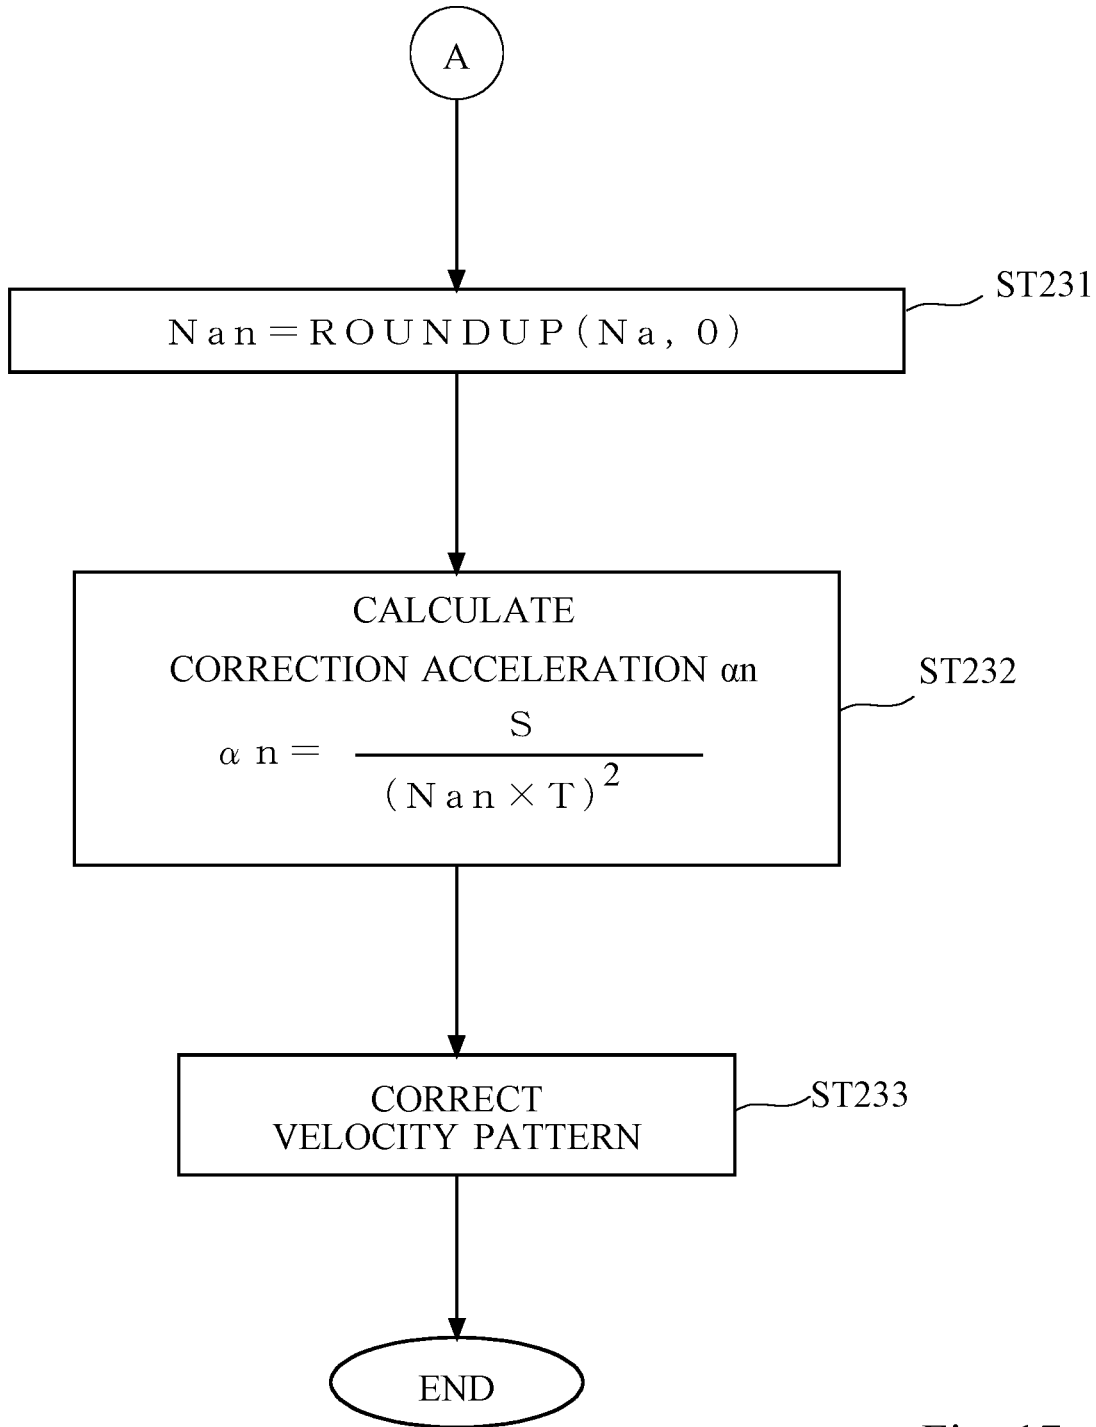 A
ST231
Nan=ROUNDUP(Na, 0)
CALCULATE
CORRECTION ACCELERATION αn
ST232
S
αn=
(Nan×T)²
CORRECT
ST233
VELOCITY PATTERN
END